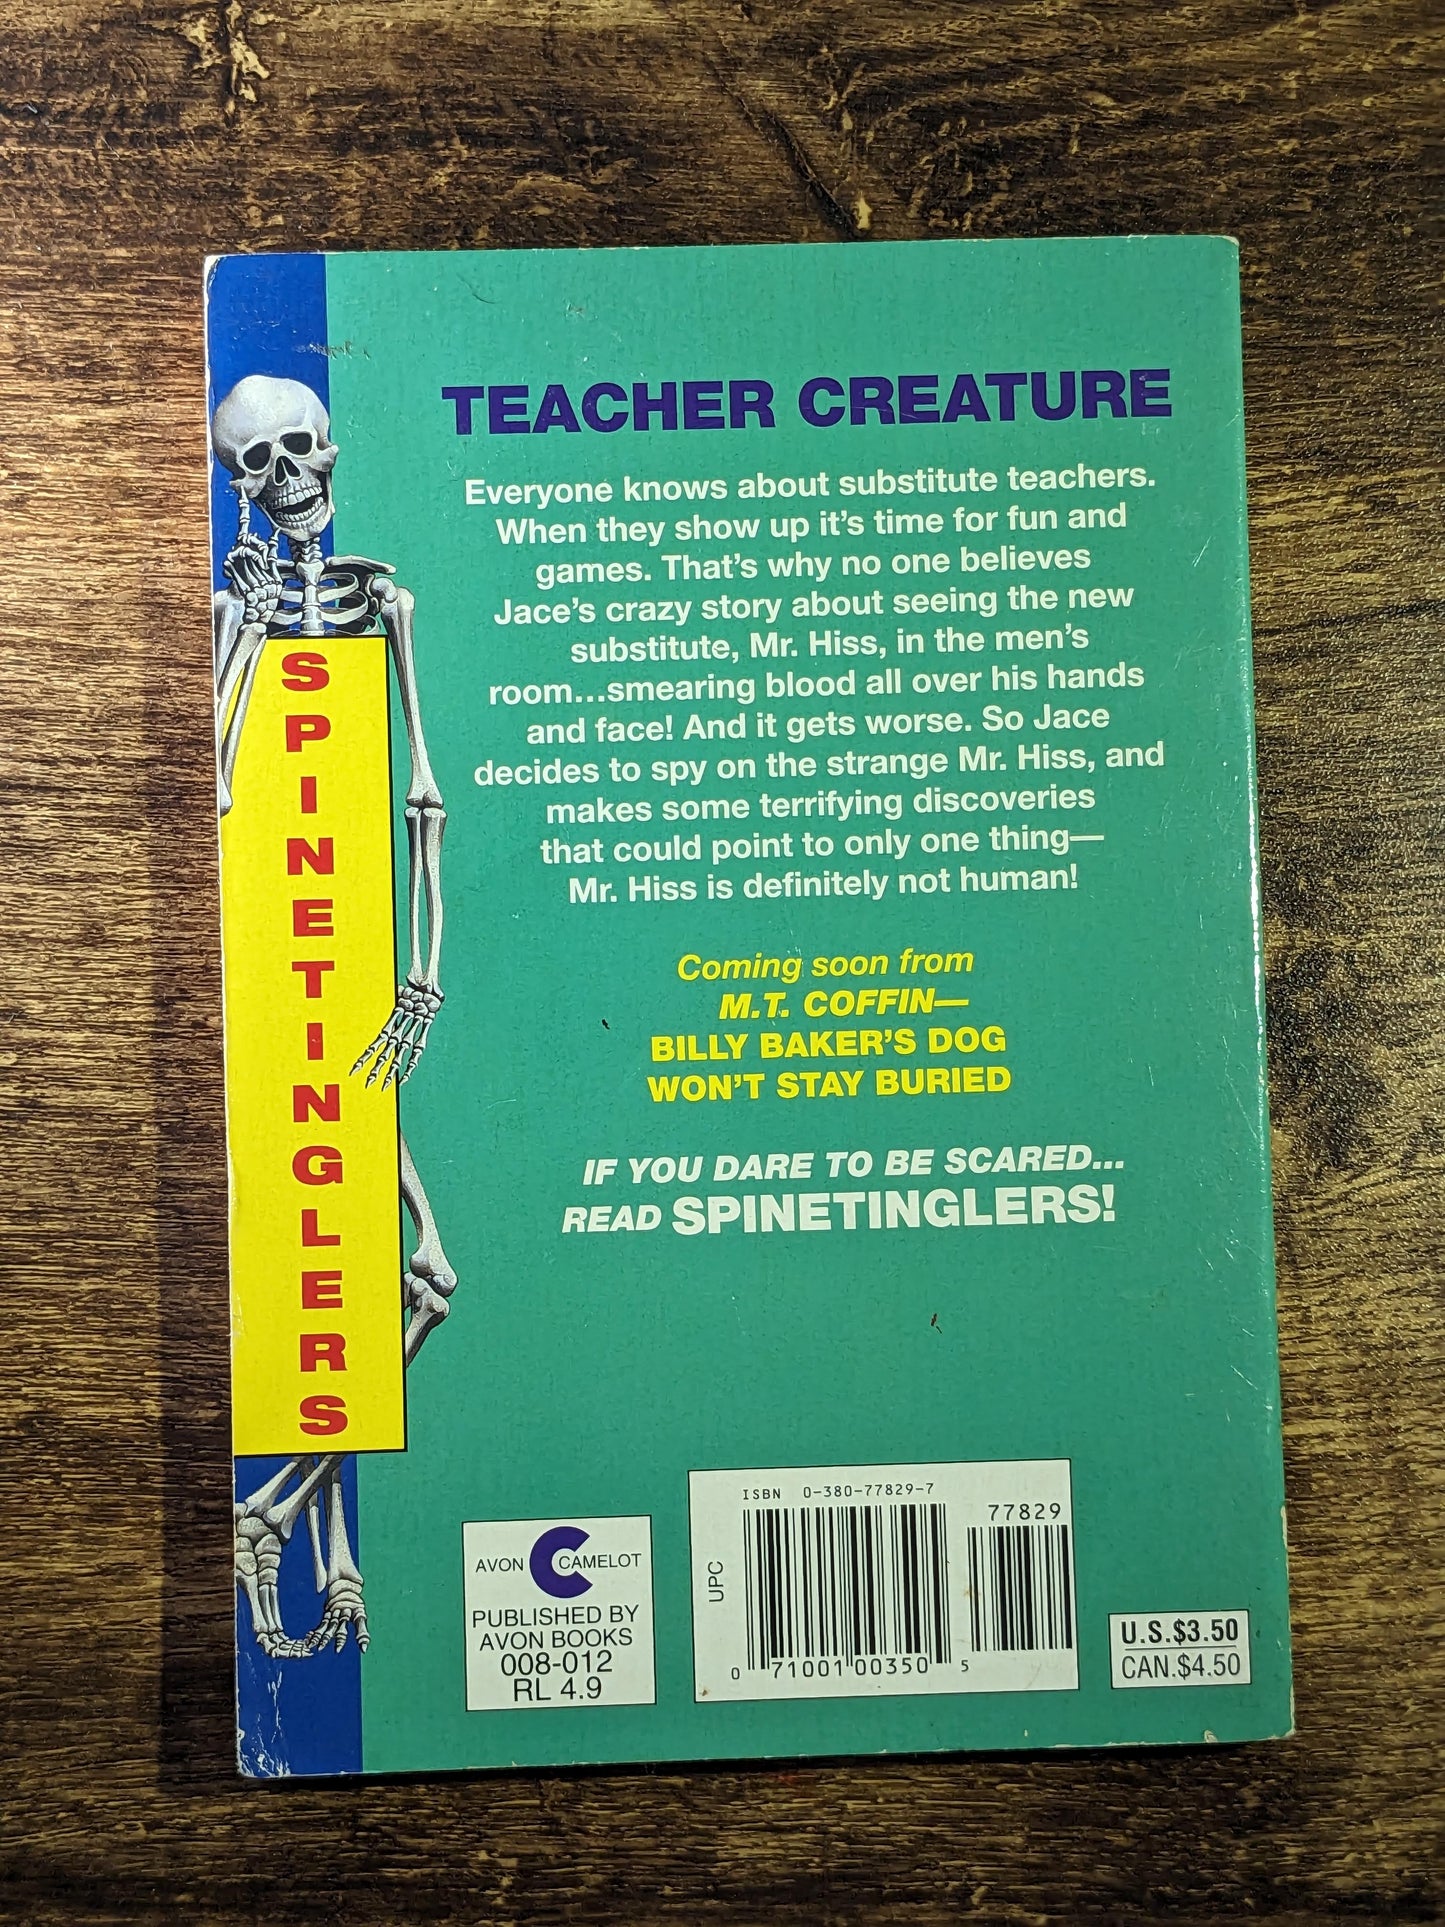 SPINETINGLERS
TEACHER CREATURE
Everyone knows about substitute teachers.
When they show up it's time for fun and
games. That's why no one believes
Jace's crazy story about seeing the new
substitute, Mr. Hiss, in the men's
room...smearing blood all over his hands
and face! And it gets worse. So Jace
decides to spy on the strange Mr. Hiss, and
makes some terrifying discoveries
that could point to only one thing—
Mr. Hiss is definitely not human!
Coming soon from
M.T. COFFIN—
BILLY BAKER'S DOG
WON'T STAY BURIED
IF YOU DARE TO BE SCARED...
READ SPINETINGLERS!
AVON CAMELOT
PUBLISHED BY
AVON BOOKS
008-012
RL 4.9
ISBN 0-380-77829-7
77829
UPC
0 71001 00350 5
U.S.$3.50
CAN.$4.50